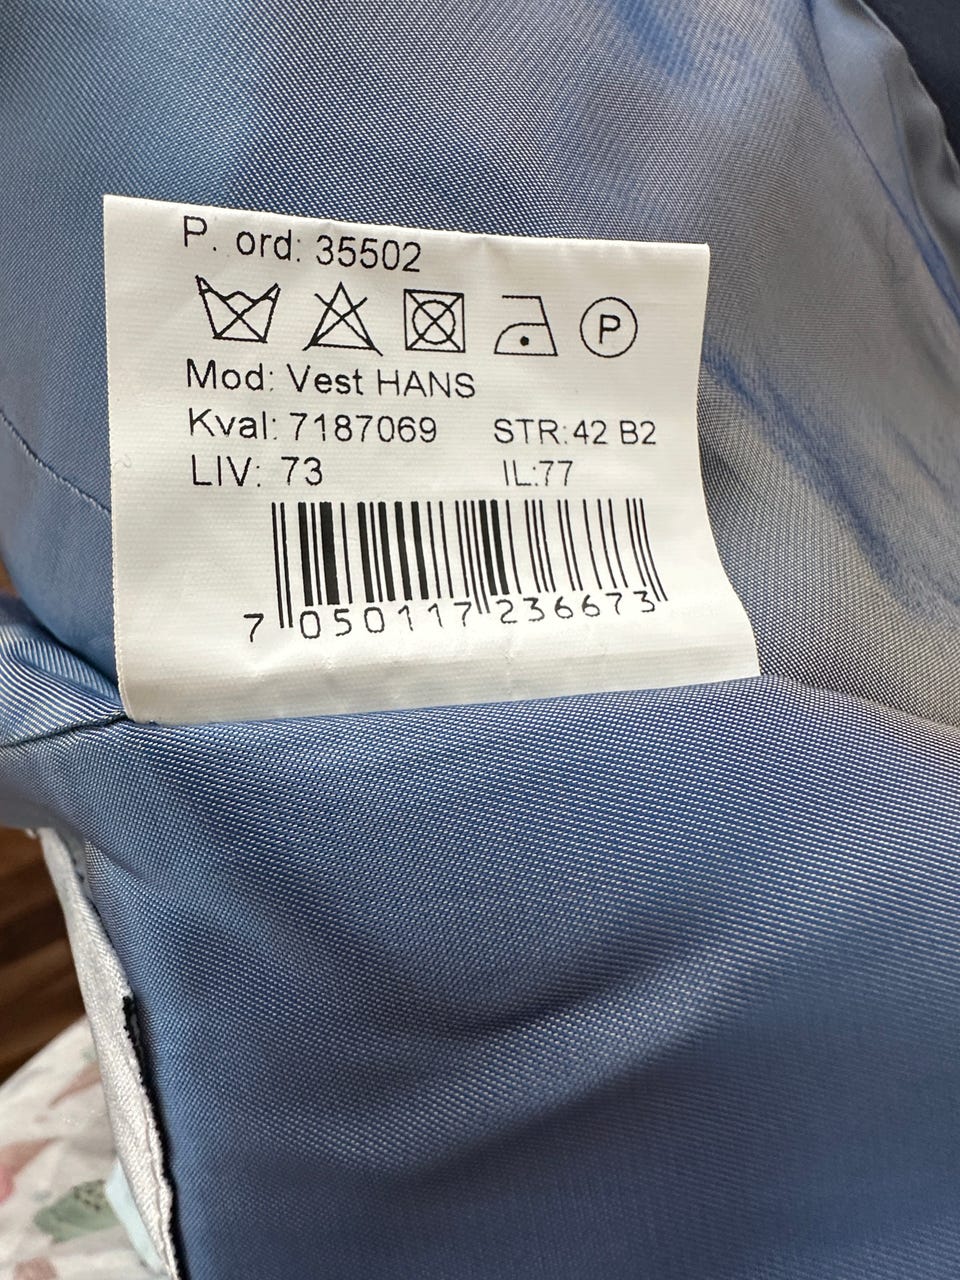 P. ord: 35502
P
Mod: Vest HANS
Kval: 7187069 STR:42 B2
LIV: 73 IL:77
7 050117 236673